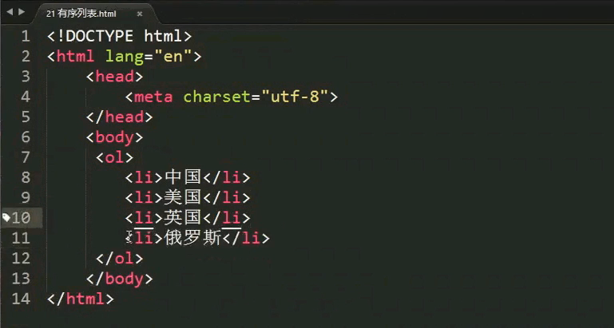 21 有序列表.html ×
1 <!DOCTYPE html>
2 <html lang="en">
3 <head>
4 <meta charset="utf-8">
5 </head>
6 <body>
7 <ol>
8 <li>中国</li>
9 <li>美国</li>
10 <li>英国</li>
11 <li>俄罗斯</li>
12 </ol>
13 </body>
14 </html>